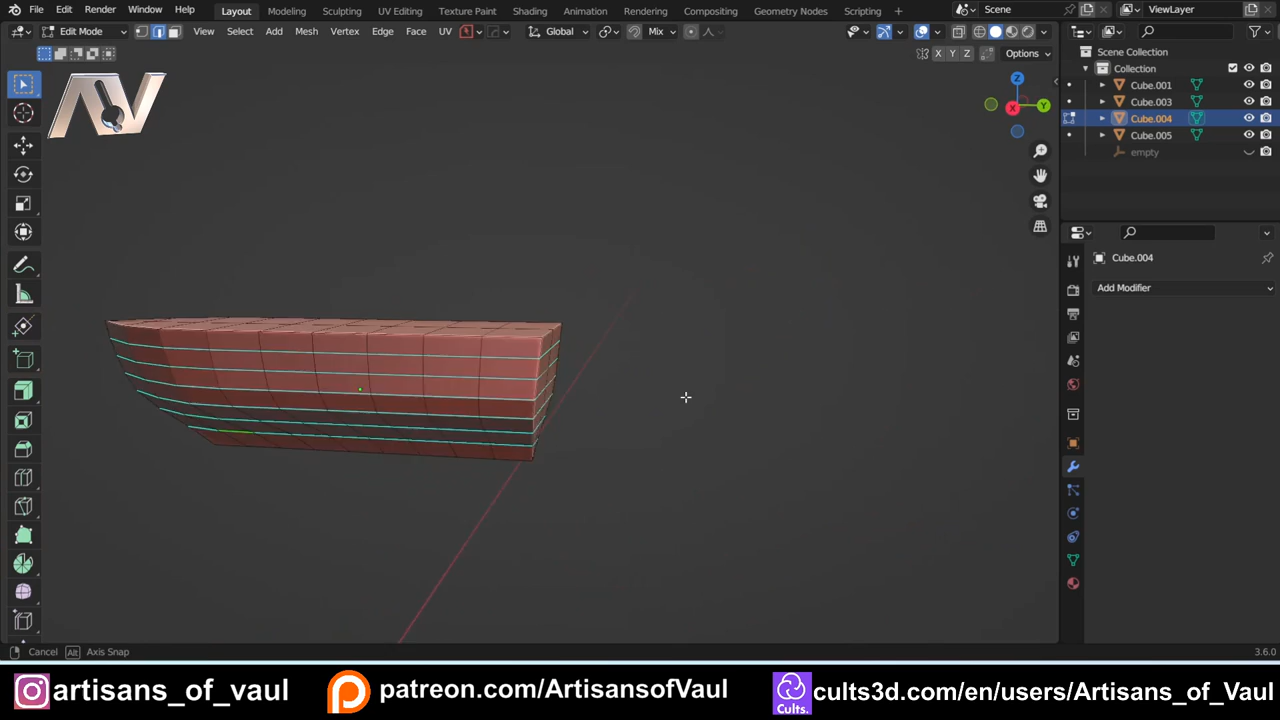 File Edit Render Window Help Layout Modeling Sculpting UV Editing Texture Paint Shading Animation Rendering Compositing Geometry Nodes Scripting + Scene ViewLayer
Edit Mode View Select Add Mesh Vertex Edge Face UV Global Mix
X Y Z Options
Scene Collection
Collection
Cube.001
Cube.003
Cube.004
Cube.005
empty
Z
Y
X
AV
Cube.004
Add Modifier
Cancel Alt Axis Snap 3.6.0
artisans_of_vaul patreon.com/ArtisansofVaul Cults. cults3d.com/en/users/Artisans_of_Vaul